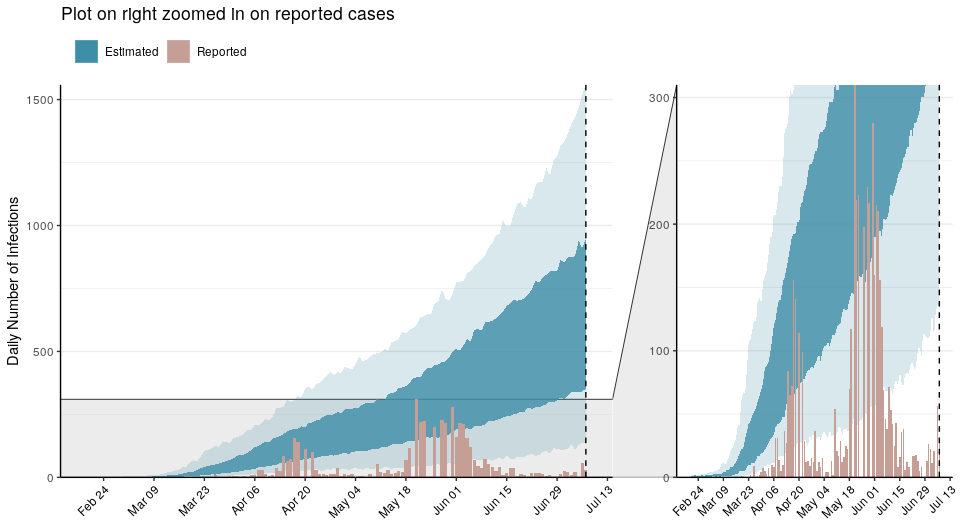 Plot on right zoomed in on reported cases
Estimated
Reported
Daily Number of Infections
1500
1000
500
0
Feb 24
Mar 09
Mar 23
Apr 06
Apr 20
May 04
May 18
Jun 01
Jun 15
Jun 29
Jul 13
300
200
100
0
Feb 24
Mar 09
Mar 23
Apr 06
Apr 20
May 04
May 18
Jun 01
Jun 15
Jun 29
Jul 13